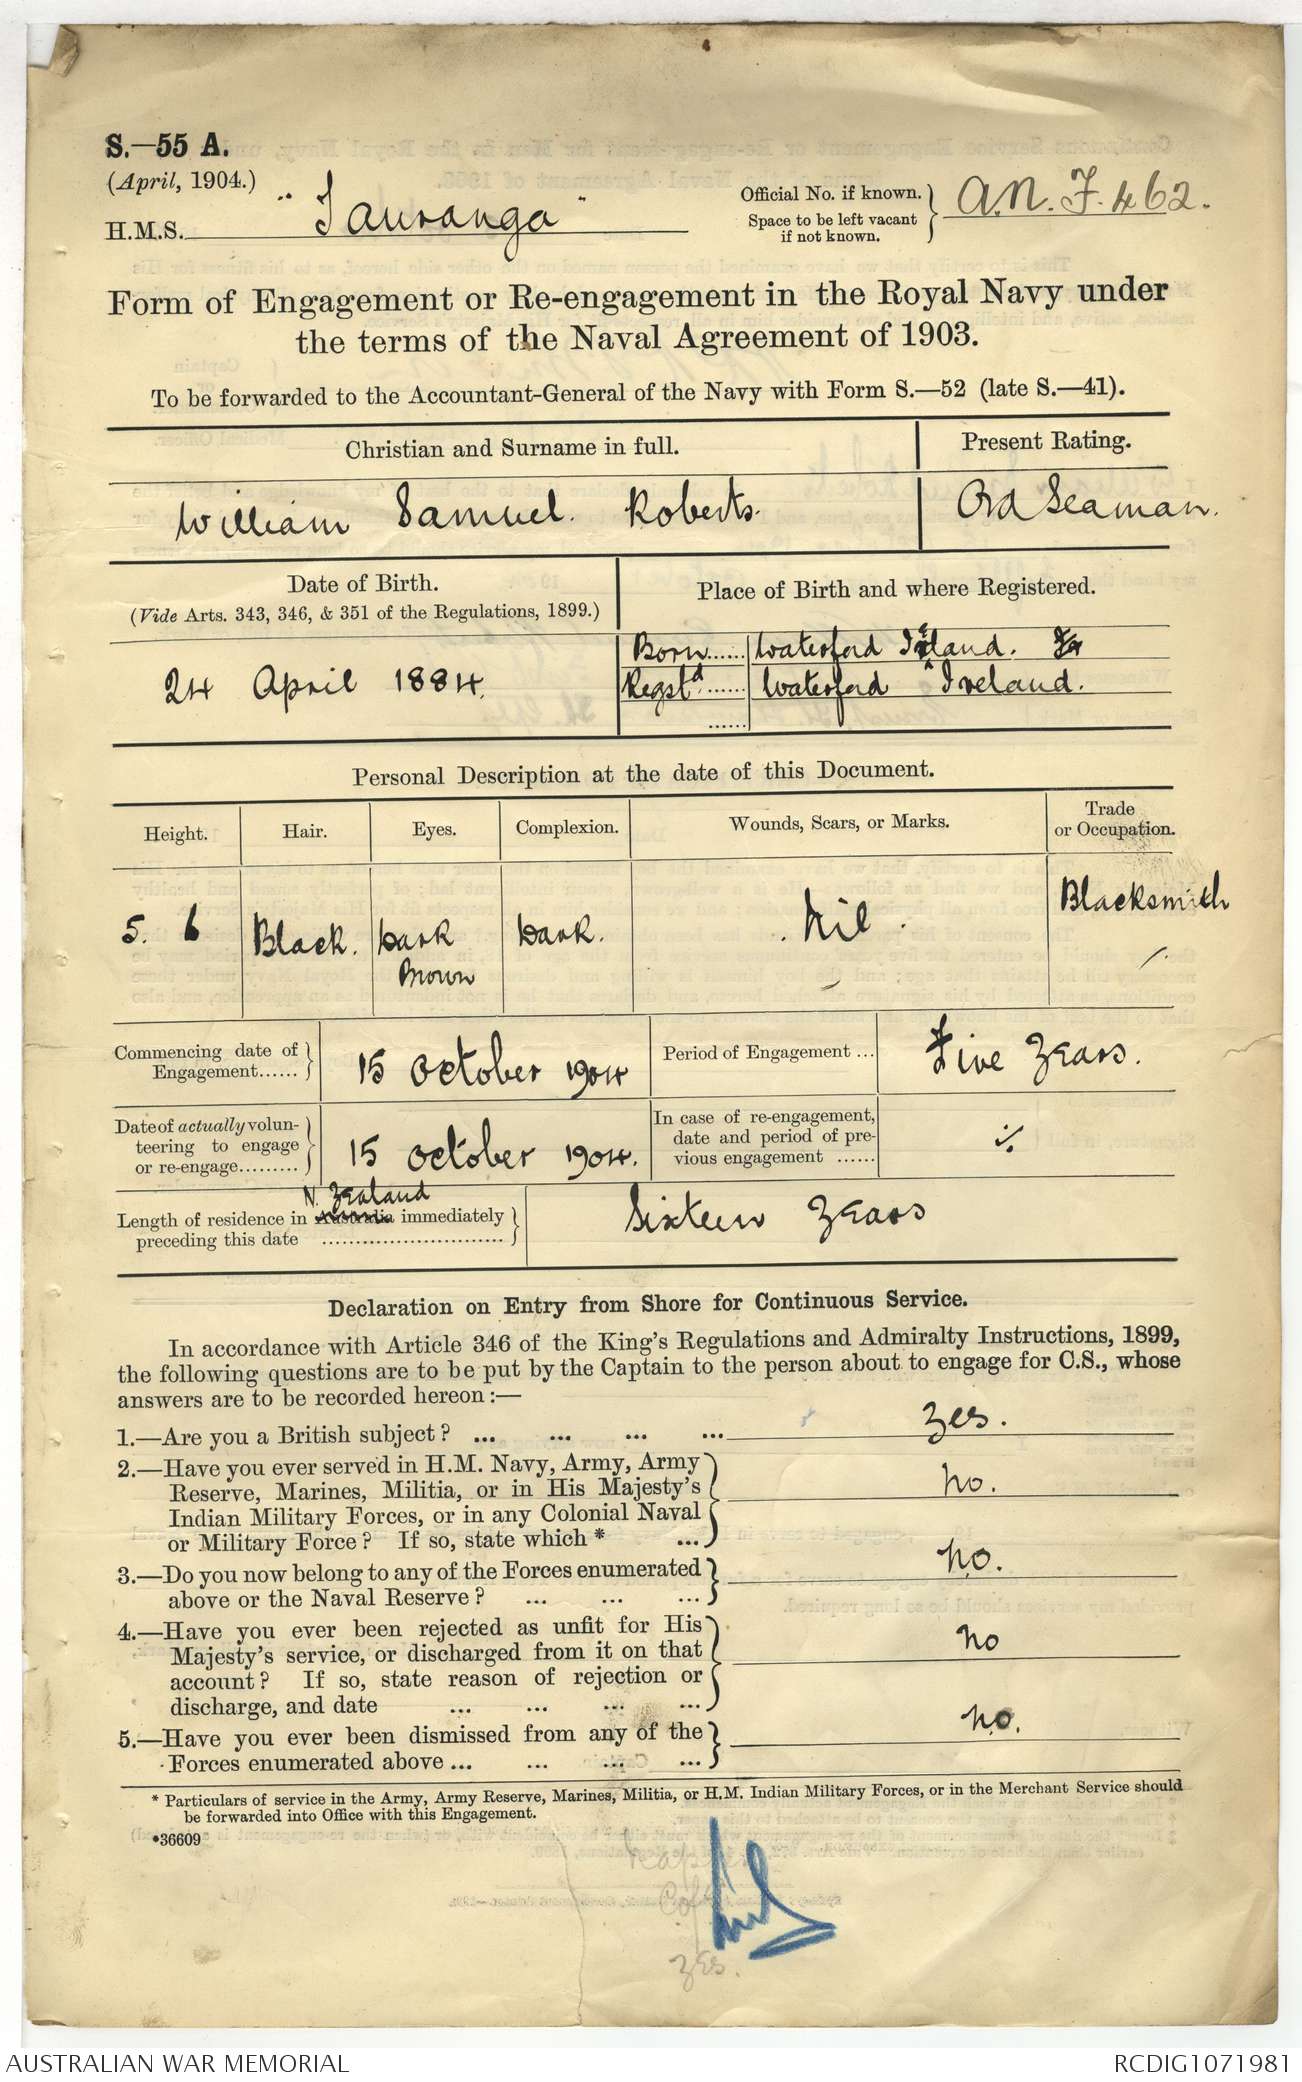 S.—55 A.
(April, 1904.)
H.M.S. "Tauranga"
Official No. if known.
Space to be left vacant
if not known.
A.N.F. 462.
Form of Engagement or Re-engagement in the Royal Navy under
the terms of the Naval Agreement of 1903.
To be forwarded to the Accountant-General of the Navy with Form S.—52 (late S.—41).
Christian and Surname in full.
Present Rating.
William Samuel. Roberts.
Ord Seaman.
Date of Birth.
(Vide Arts. 343, 346, & 351 of the Regulations, 1899.)
Place of Birth and where Registered.
24 April 1884.
Born...... Waterford Ireland.
Regstd....... Waterford Ireland.
......
Personal Description at the date of this Document.
Height. Hair. Eyes. Complexion. Wounds, Scars, or Marks. Trade
or Occupation.
5. 6 Black. Dark Dark. Nil. Blacksmith
Brown
Commencing date of
Engagement......
15 October 1904
Period of Engagement ...
Five Years.
Date of actually volun-
teering to engage
or re-engage.........
15 October 1904.
In case of re-engagement,
date and period of pre-
vious engagement ......
N. Zealand
Length of residence in Australia immediately
preceding this date ..............................
Sixteen Years
Declaration on Entry from Shore for Continuous Service.
In accordance with Article 346 of the King's Regulations and Admiralty Instructions, 1899,
the following questions are to be put by the Captain to the person about to engage for C.S., whose
answers are to be recorded hereon :—
1.—Are you a British subject? ... ... ... ... Yes.
2.—Have you ever served in H.M. Navy, Army, Army
Reserve, Marines, Militia, or in His Majesty's
Indian Military Forces, or in any Colonial Naval
or Military Force? If so, state which * ...
No.
3.—Do you now belong to any of the Forces enumerated
above or the Naval Reserve? ... ... ...
No.
4.—Have you ever been rejected as unfit for His
Majesty's service, or discharged from it on that
account? If so, state reason of rejection or
discharge, and date ... ... ... ...
No
5.—Have you ever been dismissed from any of the
Forces enumerated above ... ... ... ...
No.
* Particulars of service in the Army, Army Reserve, Marines, Militia, or H.M. Indian Military Forces, or in the Merchant Service should
be forwarded into Office with this Engagement.
•36609
Yes.
AUSTRALIAN WAR MEMORIAL
RCDIG1071981